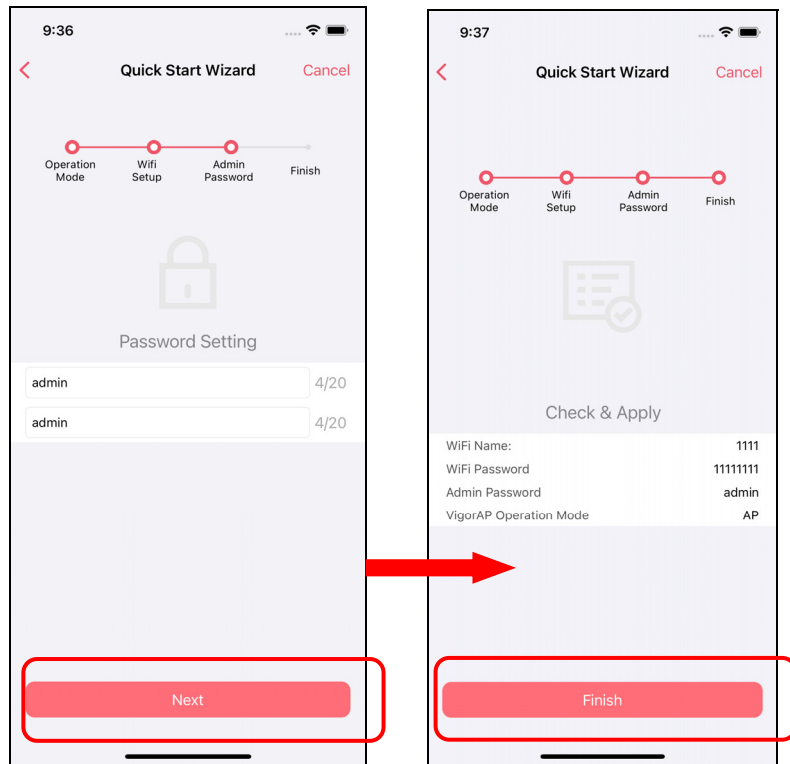 9:36
Quick Start Wizard Cancel
Operation Mode
Wifi Setup
Admin Password
Finish
Password Setting
admin 4/20
admin 4/20
Next
9:37
Quick Start Wizard Cancel
Operation Mode
Wifi Setup
Admin Password
Finish
Check & Apply
WiFi Name: 1111
WiFi Password 11111111
Admin Password admin
VigorAP Operation Mode AP
Finish